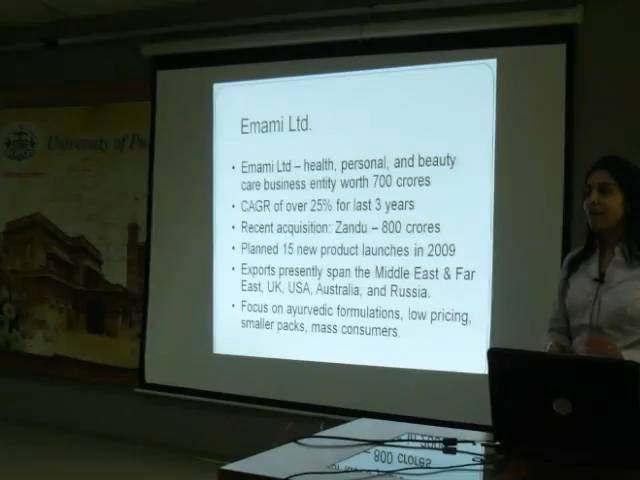 University of Pu
Emami Ltd.
• Emami Ltd – health, personal, and beauty
care business entity worth 700 crores
• CAGR of over 25% for last 3 years
• Recent acquisition: Zandu – 800 crores
• Planned 15 new product launches in 2009
• Exports presently span the Middle East & Far
East, UK, USA, Australia, and Russia.
• Focus on ayurvedic formulations, low pricing,
smaller packs, mass consumers.